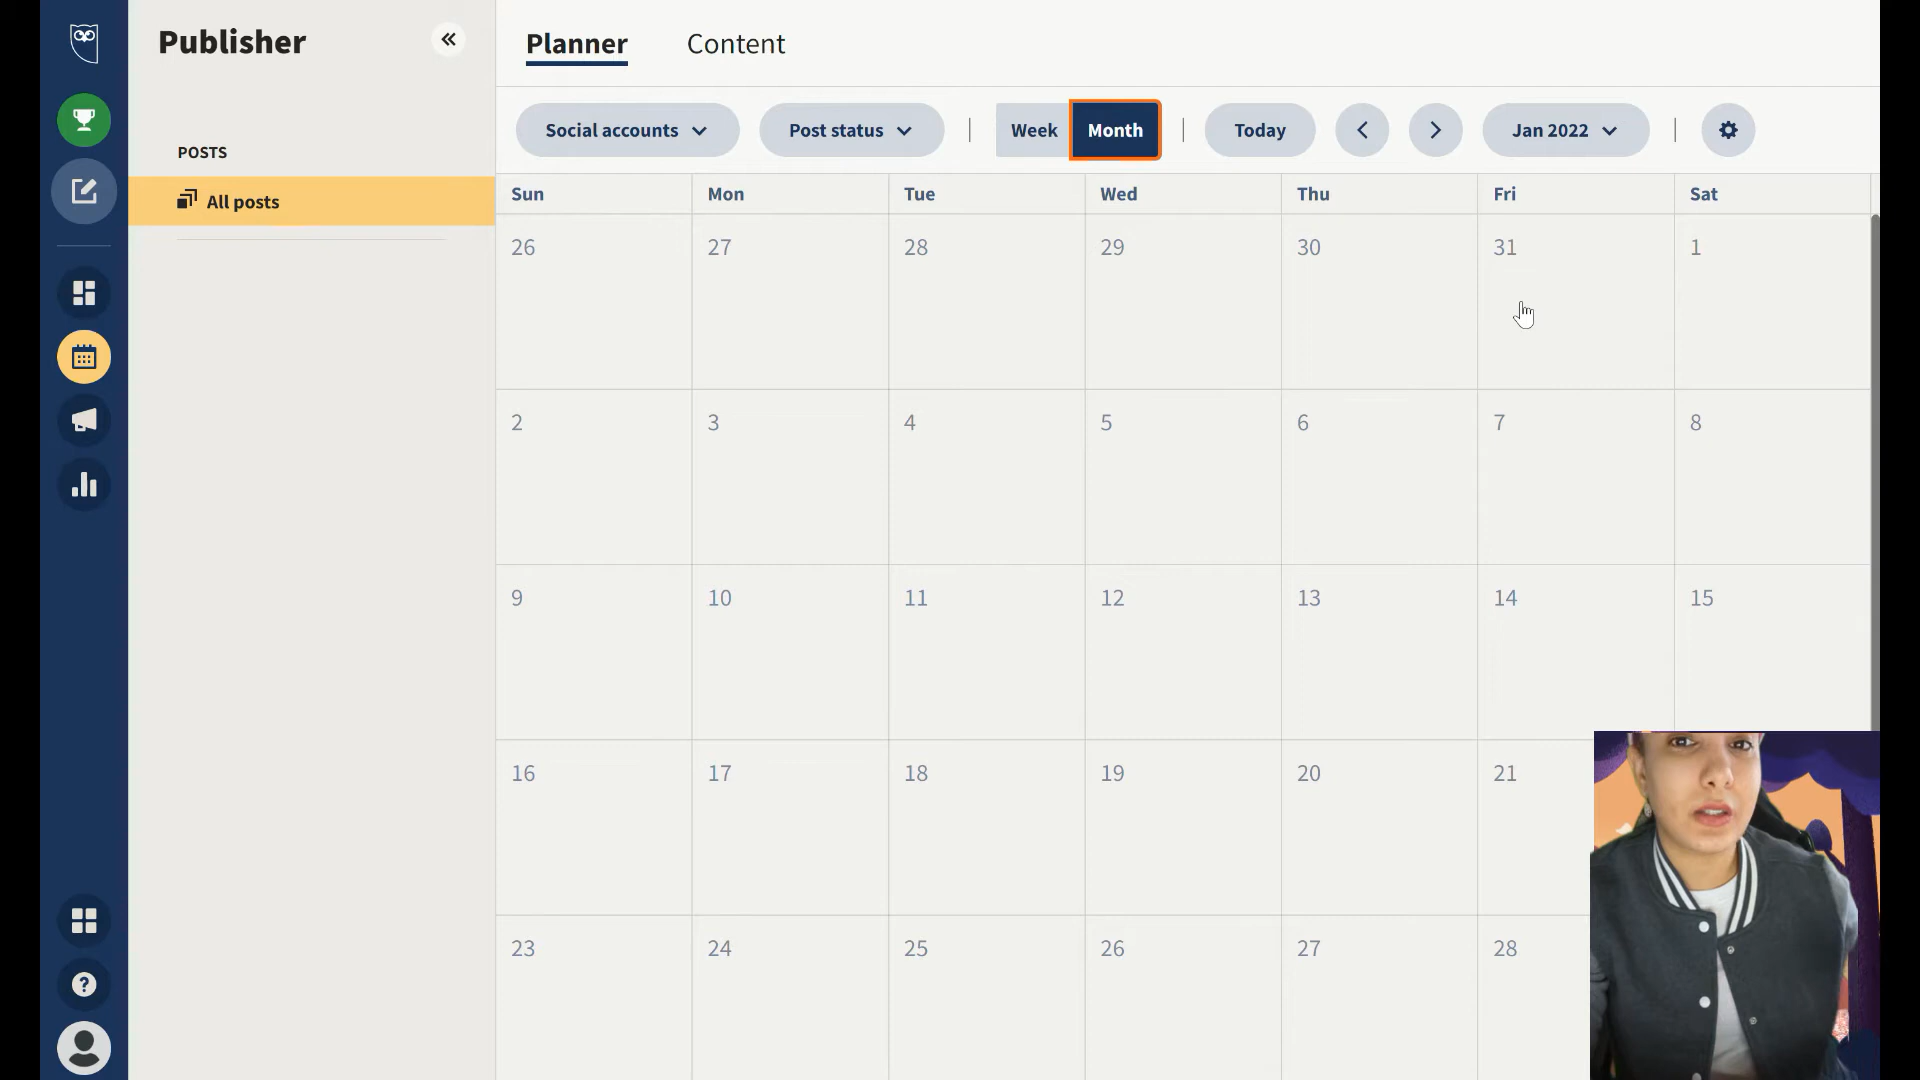 Publisher
Planner Content
Social accounts Post status Week Month Today Jan 2022
POSTS
All posts
Sun Mon Tue Wed Thu Fri Sat
26 27 28 29 30 31 1
2 3 4 5 6 7 8
9 10 11 12 13 14 15
16 17 18 19 20 21
23 24 25 26 27 28
?